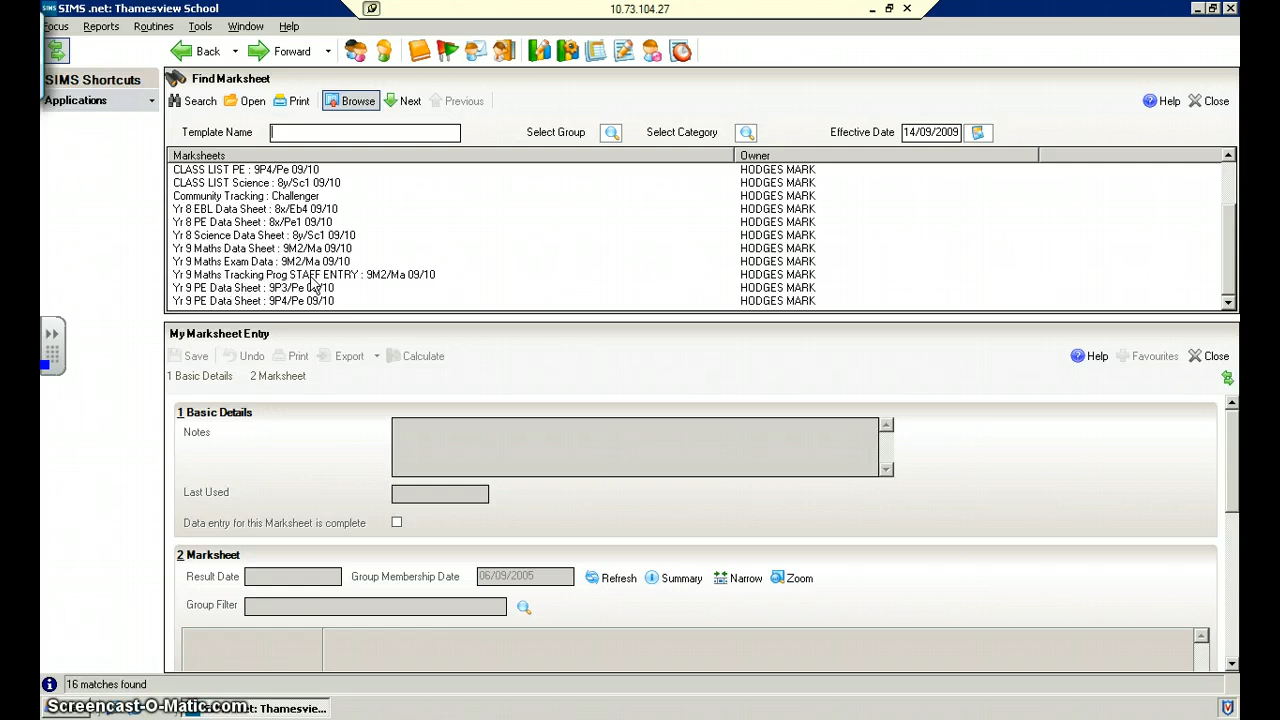 SIMS .net: Thamesview School
10.73.104.27
Focus Reports Routines Tools Window Help
Back Forward
SIMS Shortcuts
Applications
Find Marksheet
Search Open Print Browse Next Previous Help Close
Template Name Select Group Select Category Effective Date 14/09/2009
Marksheets Owner
CLASS LIST PE : 9P4/Pe 09/10 HODGES MARK
CLASS LIST Science : 8y/Sc1 09/10 HODGES MARK
Community Tracking : Challenger HODGES MARK
Yr 8 EBL Data Sheet : 8x/Eb4 09/10 HODGES MARK
Yr 8 PE Data Sheet : 8x/Pe1 09/10 HODGES MARK
Yr 8 Science Data Sheet : 8y/Sc1 09/10 HODGES MARK
Yr 9 Maths Data Sheet : 9M2/Ma 09/10 HODGES MARK
Yr 9 Maths Exam Data : 9M2/Ma 09/10 HODGES MARK
Yr 9 Maths Tracking Prog STAFF ENTRY : 9M2/Ma 09/10 HODGES MARK
Yr 9 PE Data Sheet : 9P3/Pe 09/10 HODGES MARK
Yr 9 PE Data Sheet : 9P4/Pe 09/10 HODGES MARK
My Marksheet Entry
Save Undo Print Export Calculate Help Favourites Close
1 Basic Details 2 Marksheet
1 Basic Details
Notes
Last Used
Data entry for this Marksheet is complete
2 Marksheet
Result Date Group Membership Date 06/09/2005 Refresh Summary Narrow Zoom
Group Filter
16 matches found
Screencast-O-Matic.com t: Thamesview...